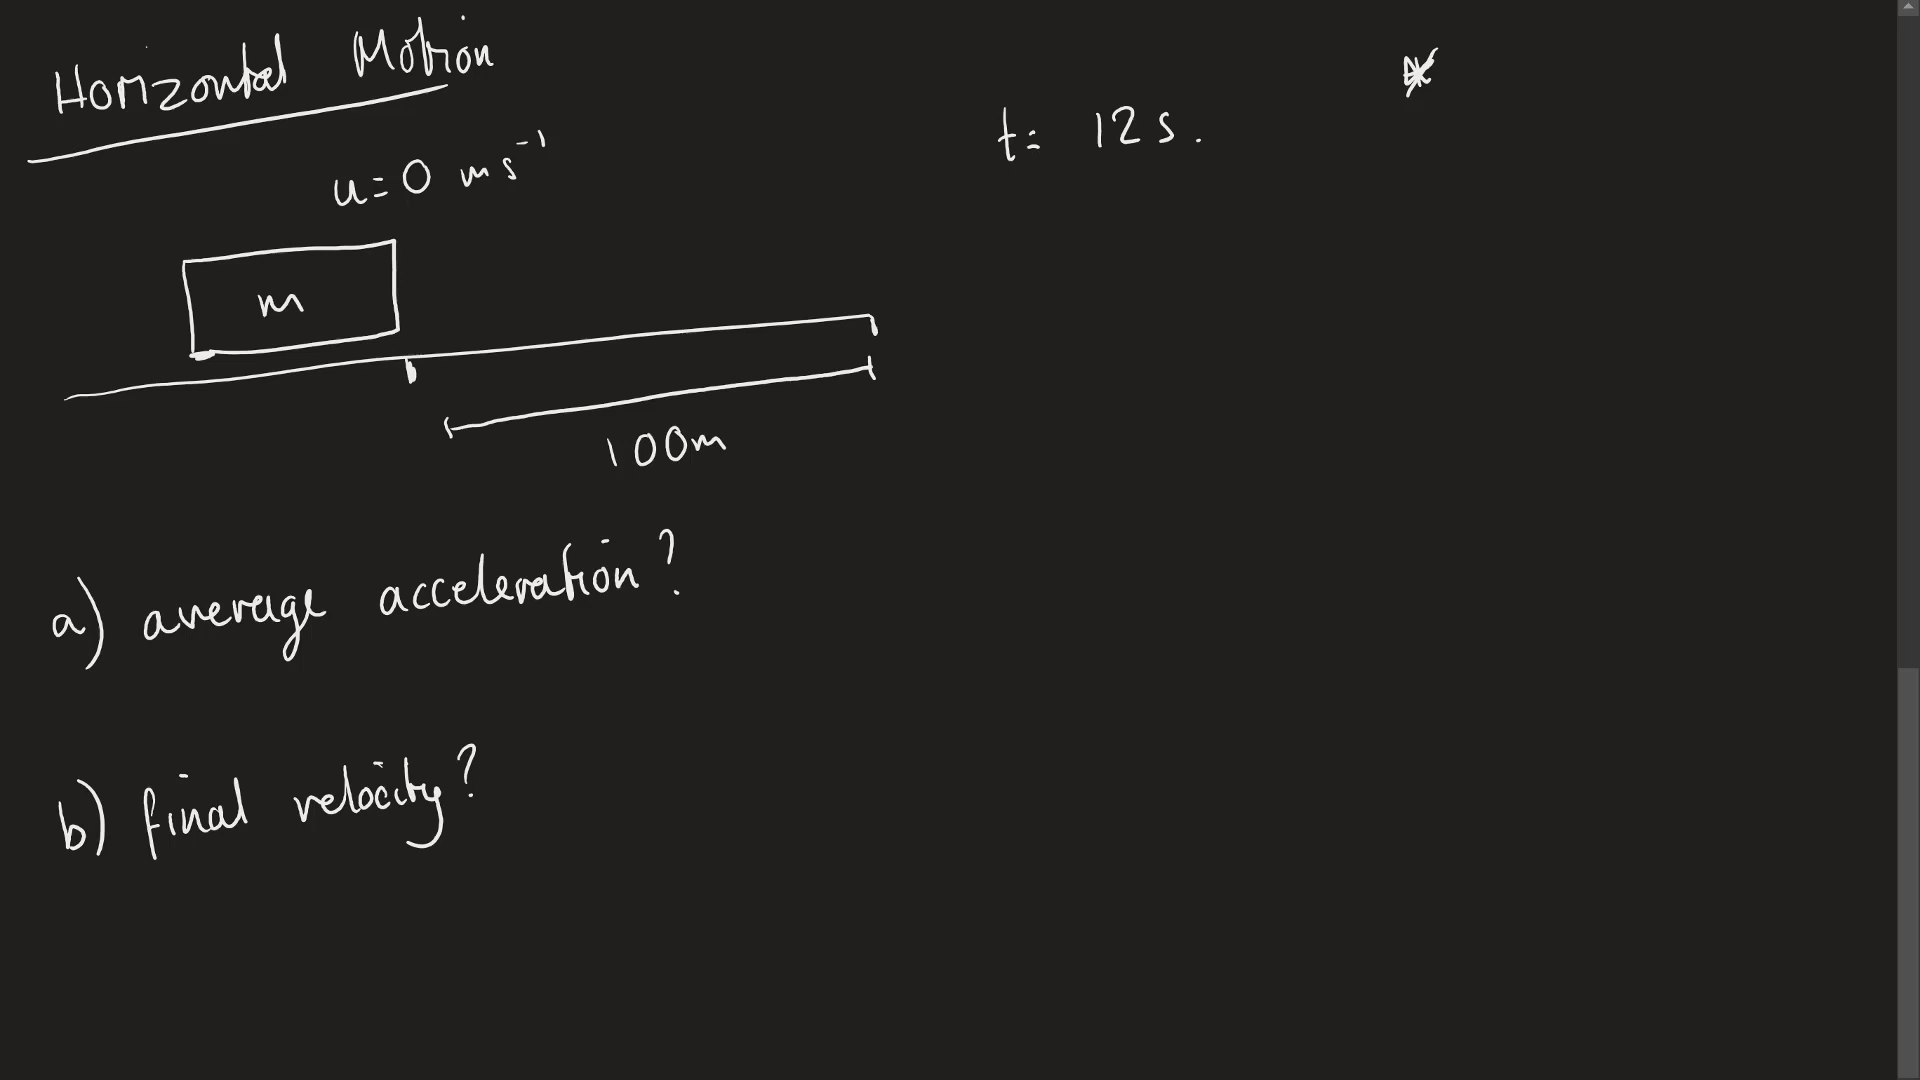 Horizontal Motion
t= 12 s.
u=0 ms⁻¹
m
100m
a) average acceleration?
b) final velocity?